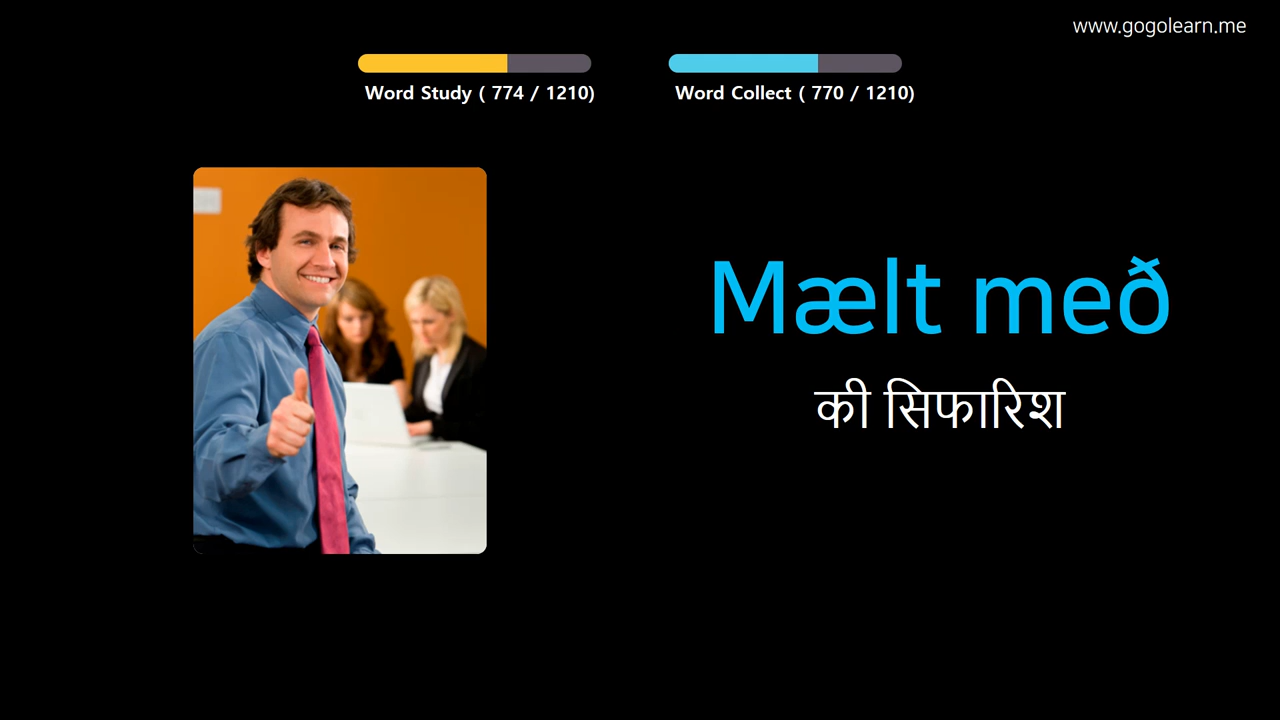 www.gogolearn.me
Word Study ( 774 / 1210)
Word Collect ( 770 / 1210)
Mælt með
की सिफारिश